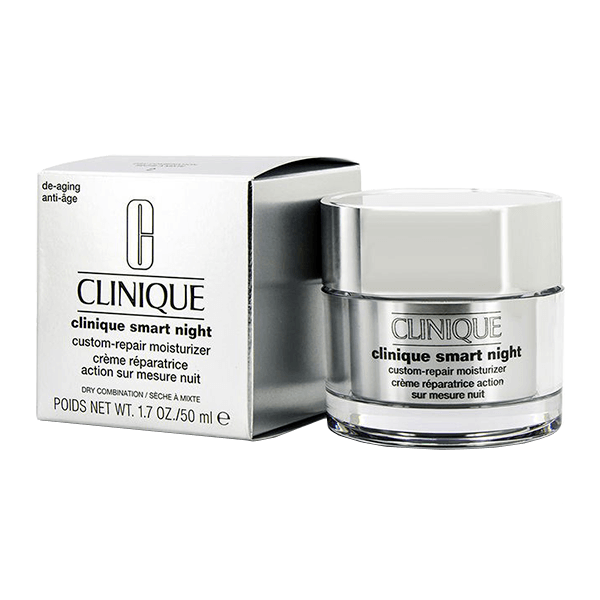 de-aging
anti-âge
C
CLINIQUE
clinique smart night
custom-repair moisturizer
crème réparatrice
action sur mesure nuit
DRY COMBINATION / SÈCHE À MIXTE
POIDS NET WT. 1.7 OZ./50 ml ℮
CLINIQUE
clinique smart night
custom-repair moisturizer
crème réparatrice action
sur mesure nuit